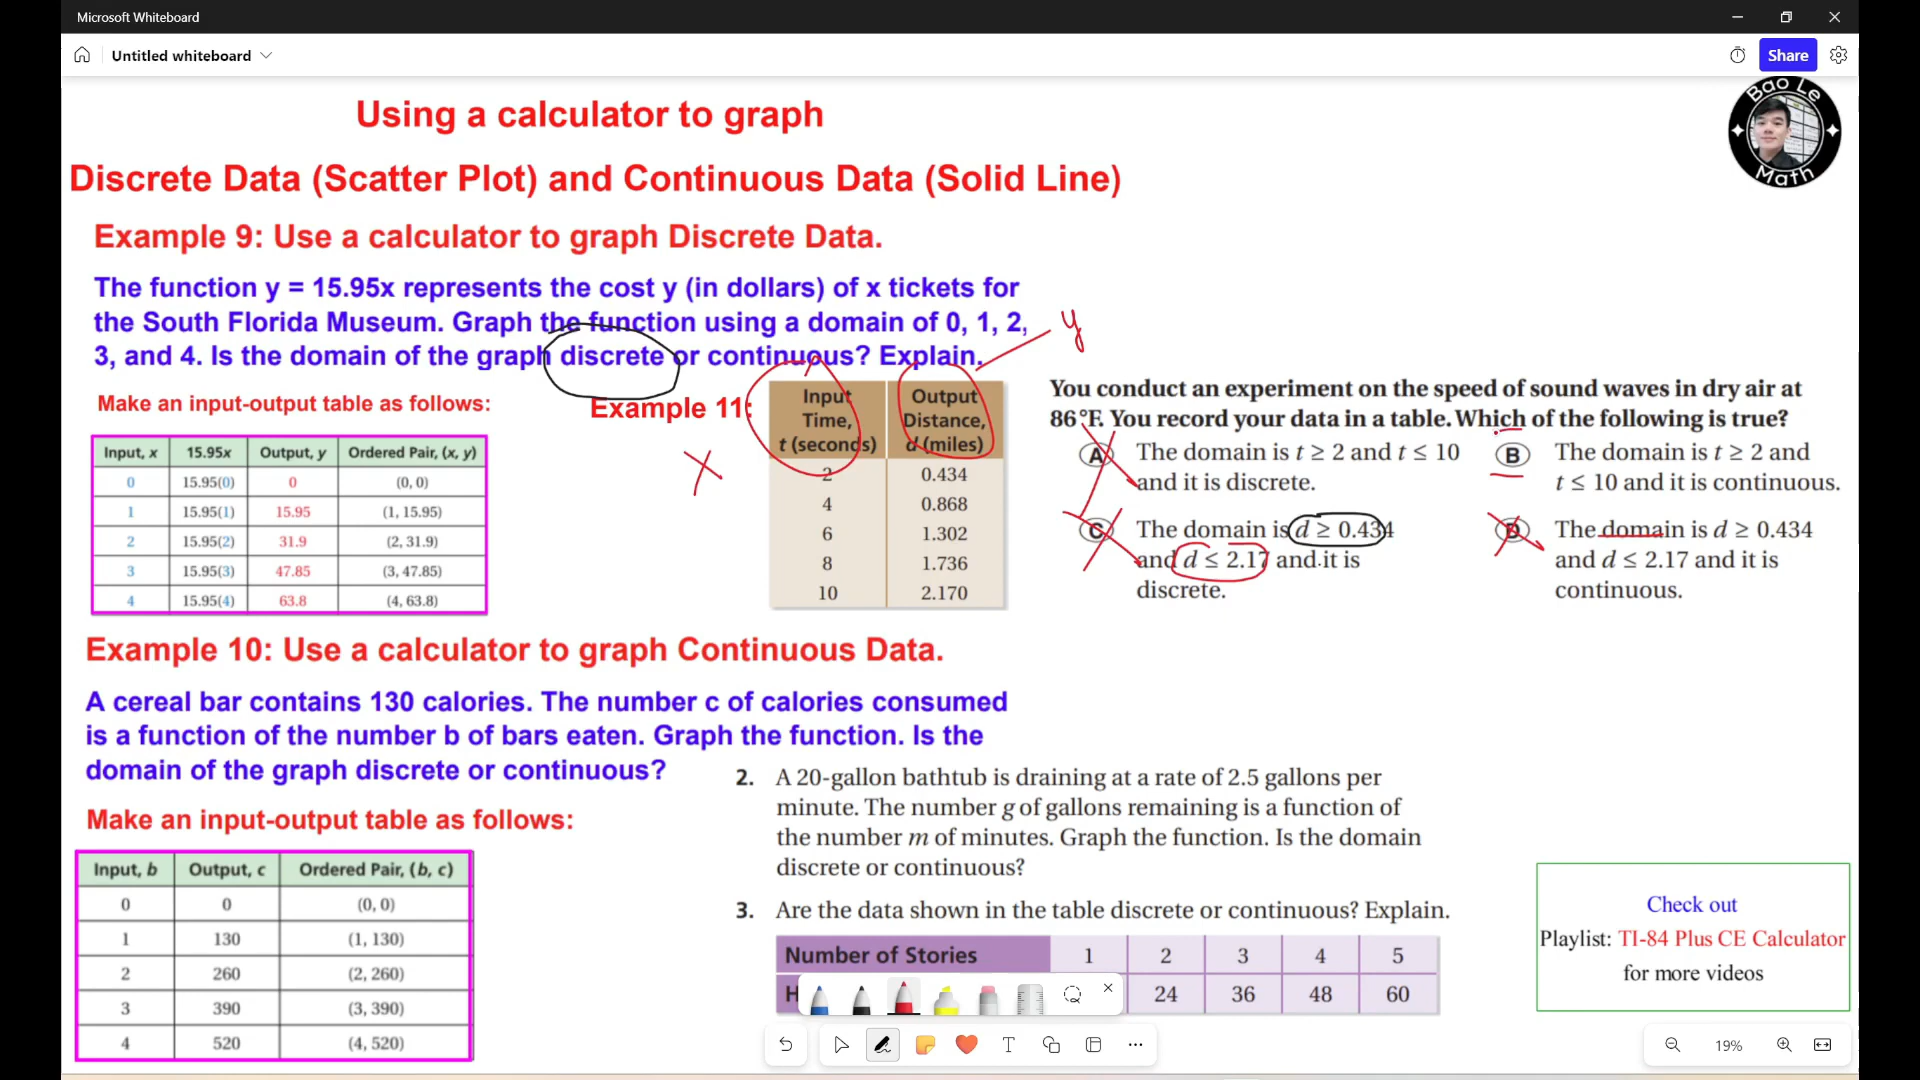 Microsoft Whiteboard
Untitled whiteboard
Share
Bao Le
Math
Using a calculator to graph
Discrete Data (Scatter Plot) and Continuous Data (Solid Line)
Example 9: Use a calculator to graph Discrete Data.
The function y = 15.95x represents the cost y (in dollars) of x tickets for
the South Florida Museum. Graph the function using a domain of 0, 1, 2,
3, and 4. Is the domain of the graph discrete or continuous? Explain.
y
Make an input-output table as follows:
Input, x 15.95x Output, y Ordered Pair, (x, y)
0 15.95(0) 0 (0, 0)
1 15.95(1) 15.95 (1, 15.95)
2 15.95(2) 31.9 (2, 31.9)
3 15.95(3) 47.85 (3, 47.85)
4 15.95(4) 63.8 (4, 63.8)
Example 11:
x
Input Output
Time, Distance,
t (seconds) d (miles)
2 0.434
4 0.868
6 1.302
8 1.736
10 2.170
You conduct an experiment on the speed of sound waves in dry air at
86°F. You record your data in a table. Which of the following is true?
A The domain is t ≥ 2 and t ≤ 10
and it is discrete.
B The domain is t ≥ 2 and
t ≤ 10 and it is continuous.
C The domain is d ≥ 0.434
and d ≤ 2.17 and it is
discrete.
D The domain is d ≥ 0.434
and d ≤ 2.17 and it is
continuous.
Example 10: Use a calculator to graph Continuous Data.
A cereal bar contains 130 calories. The number c of calories consumed
is a function of the number b of bars eaten. Graph the function. Is the
domain of the graph discrete or continuous?
Make an input-output table as follows:
Input, b Output, c Ordered Pair, (b, c)
0 0 (0, 0)
1 130 (1, 130)
2 260 (2, 260)
3 390 (3, 390)
4 520 (4, 520)
2. A 20-gallon bathtub is draining at a rate of 2.5 gallons per
minute. The number g of gallons remaining is a function of
the number m of minutes. Graph the function. Is the domain
discrete or continuous?
3. Are the data shown in the table discrete or continuous? Explain.
Number of Stories 1 2 3 4 5
24 36 48 60
Check out
Playlist: TI-84 Plus CE Calculator
for more videos
19%